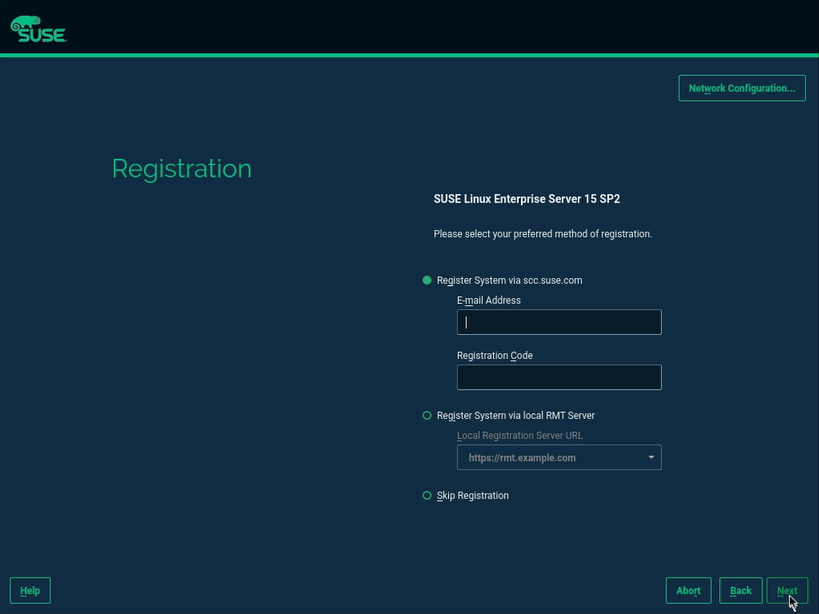 SUSE
Network Configuration...
Registration
SUSE Linux Enterprise Server 15 SP2
Please select your preferred method of registration.
Register System via scc.suse.com
E-mail Address
Registration Code
Register System via local RMT Server
Local Registration Server URL
https://rmt.example.com
Skip Registration
Help
Abort
Back
Next